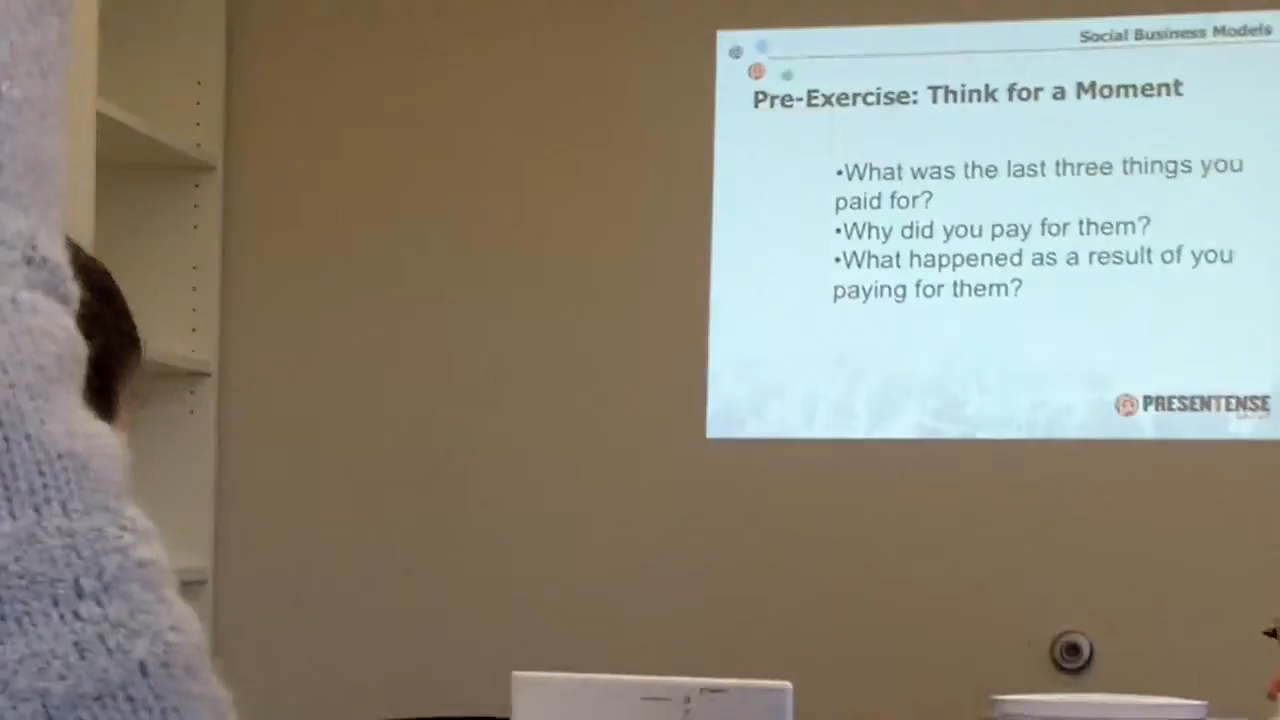 Social Business Models
Pre-Exercise: Think for a Moment
•What was the last three things you
paid for?
•Why did you pay for them?
•What happened as a result of you
paying for them?
PRESENTENSE